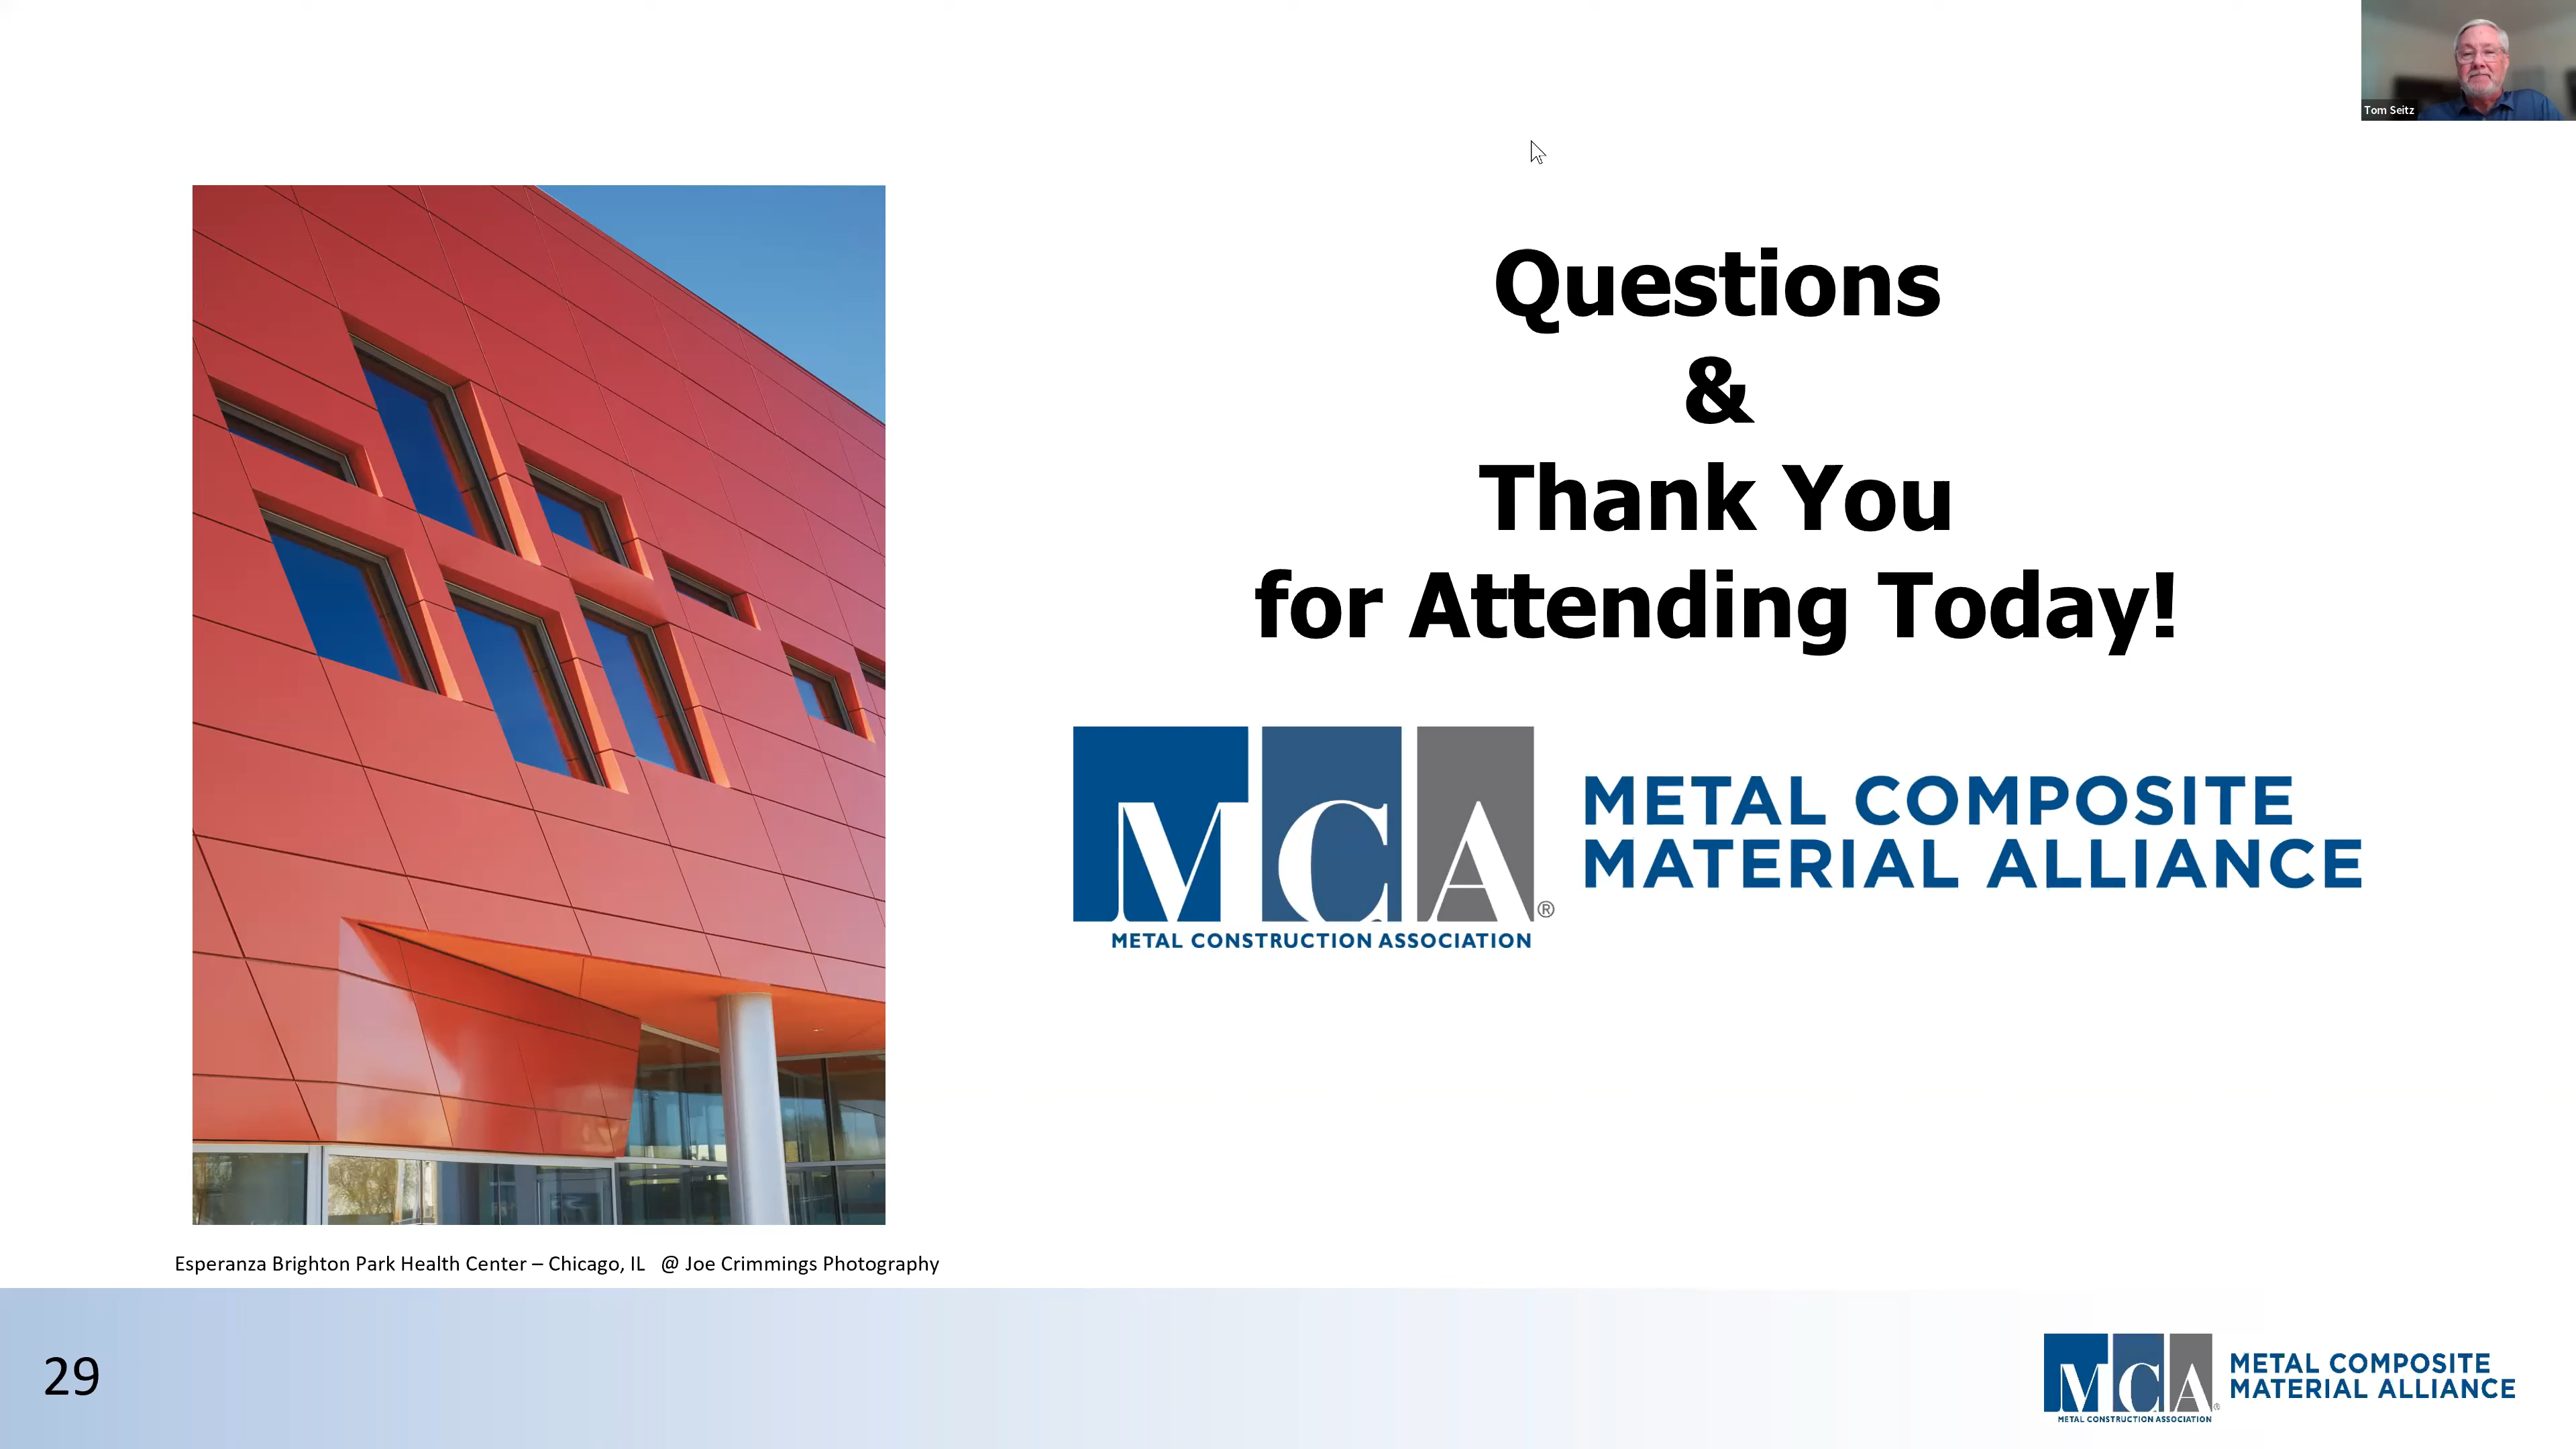 Tom Seitz
Questions
&
Thank You
for Attending Today!
MCA®
METAL CONSTRUCTION ASSOCIATION
METAL COMPOSITE
MATERIAL ALLIANCE
Esperanza Brighton Park Health Center – Chicago, IL @ Joe Crimmings Photography
29
MCA®
METAL CONSTRUCTION ASSOCIATION
METAL COMPOSITE
MATERIAL ALLIANCE